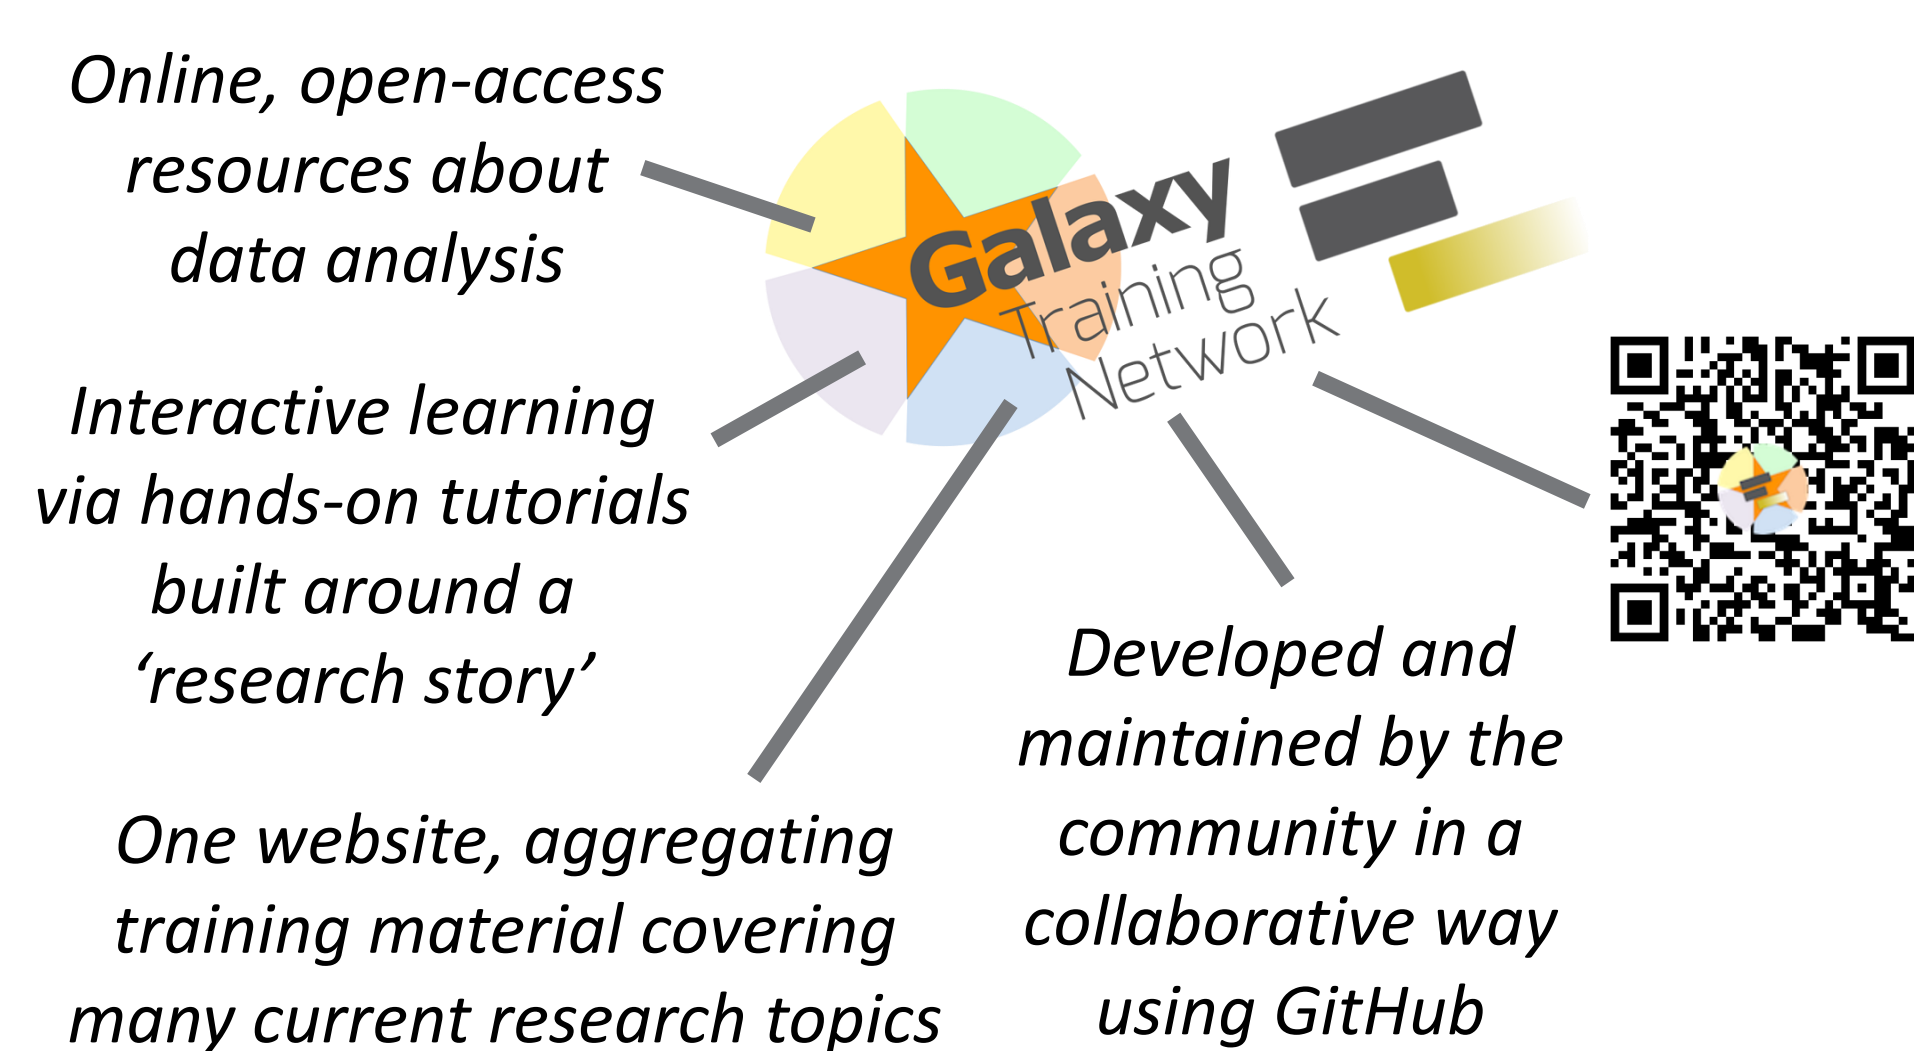 Online, open-access
resources about
data analysis
Galaxy
Training
Network
Interactive learning
via hands-on tutorials
built around a
‘research story’
One website, aggregating
training material covering
many current research topics
Developed and
maintained by the
community in a
collaborative way
using GitHub